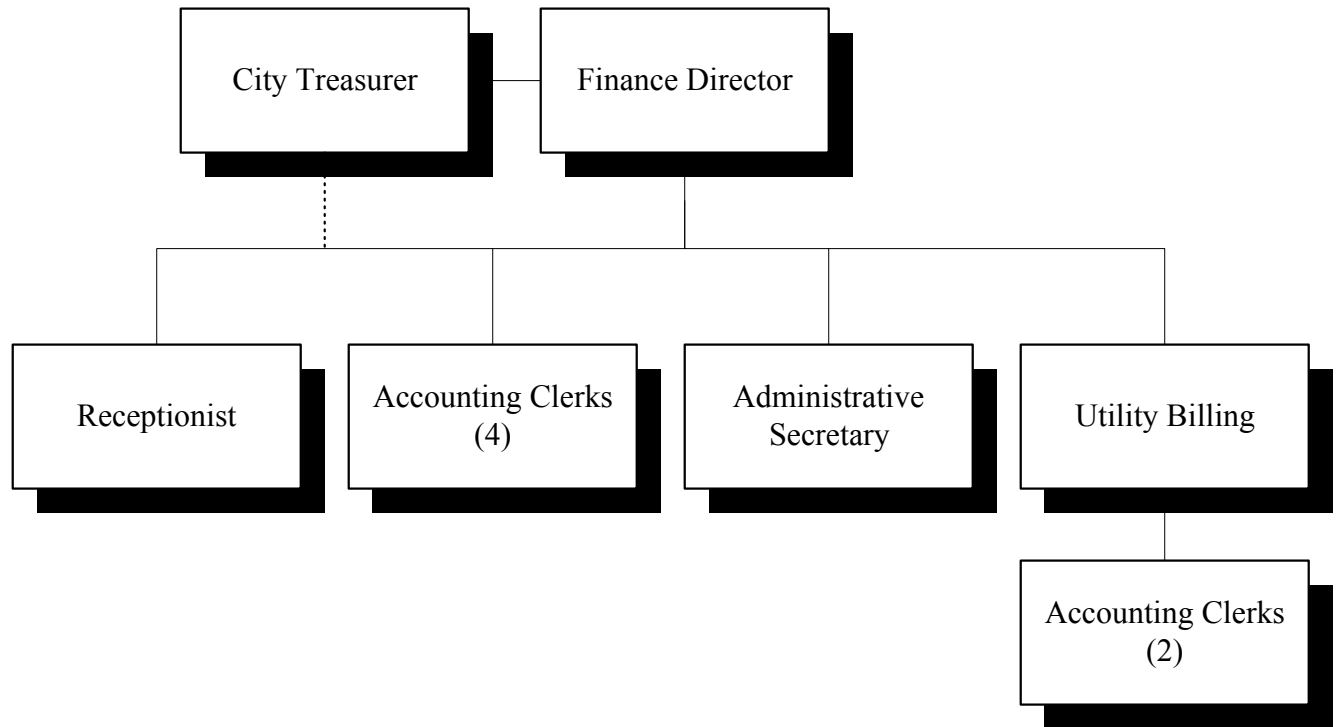 City Treasurer
Finance Director
Receptionist
Accounting Clerks
(4)
Administrative
Secretary
Utility Billing
Accounting Clerks
(2)